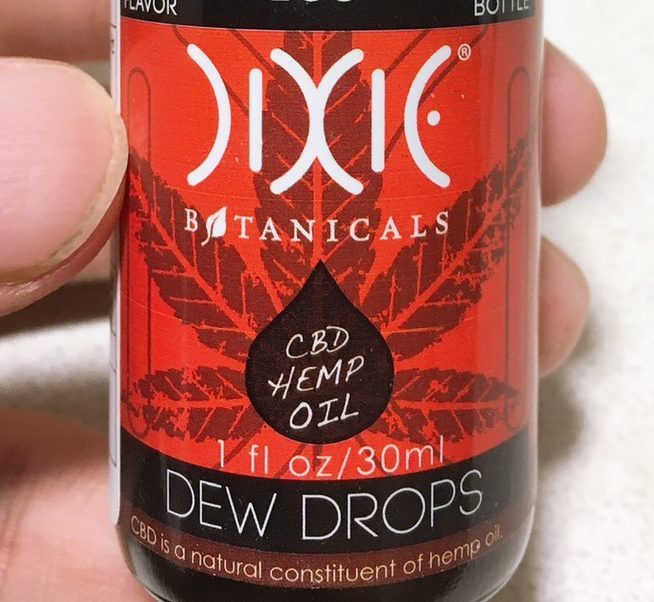 FLAVOR
BOTTLE
DIXIE®
BOTANICALS
CBD
HEMP
OIL
1 fl oz/30ml
DEW DROPS
CBD is a natural constituent of hemp oil.